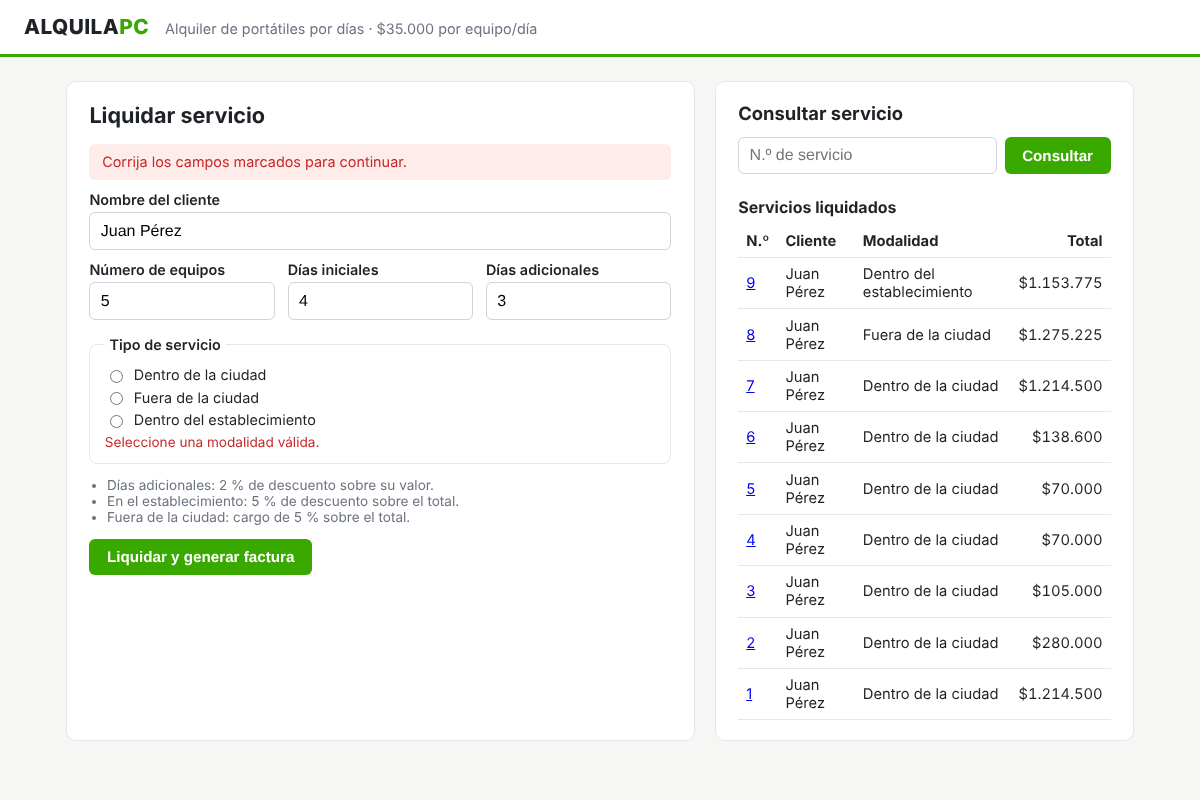 ALQUILAPC Alquiler de portátiles por días · $35.000 por equipo/día
Liquidar servicio
Corrija los campos marcados para continuar.
Nombre del cliente
Juan Pérez
Número de equipos Días iniciales Días adicionales
5 4 3
Tipo de servicio
Dentro de la ciudad
Fuera de la ciudad
Dentro del establecimiento
Seleccione una modalidad válida.
• Días adicionales: 2 % de descuento sobre su valor.
• En el establecimiento: 5 % de descuento sobre el total.
• Fuera de la ciudad: cargo de 5 % sobre el total.
Liquidar y generar factura
Consultar servicio
N.º de servicio Consultar
Servicios liquidados
N.º Cliente Modalidad Total
9 Juan Pérez Dentro del establecimiento $1.153.775
8 Juan Pérez Fuera de la ciudad $1.275.225
7 Juan Pérez Dentro de la ciudad $1.214.500
6 Juan Pérez Dentro de la ciudad $138.600
5 Juan Pérez Dentro de la ciudad $70.000
4 Juan Pérez Dentro de la ciudad $70.000
3 Juan Pérez Dentro de la ciudad $105.000
2 Juan Pérez Dentro de la ciudad $280.000
1 Juan Pérez Dentro de la ciudad $1.214.500